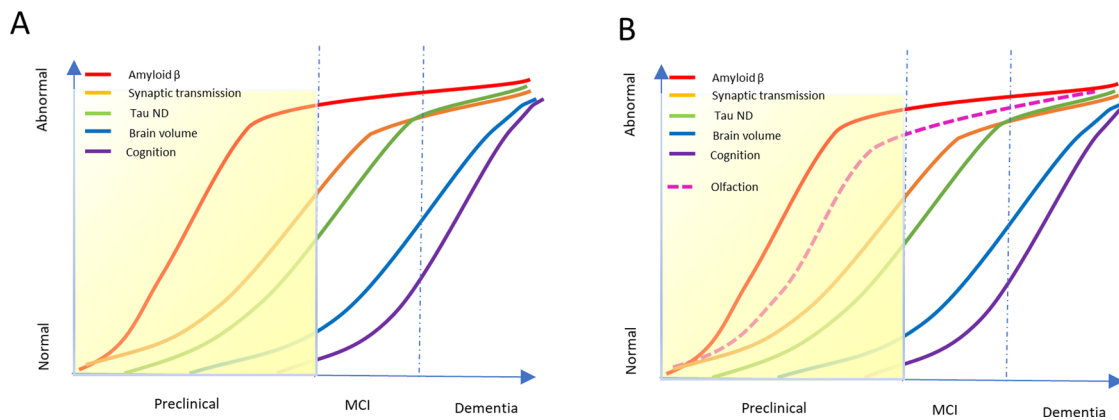 A
Abnormal
Normal
Amyloid β
Synaptic transmission
Tau ND
Brain volume
Cognition
Preclinical
MCI
Dementia
B
Abnormal
Normal
Amyloid β
Synaptic transmission
Tau ND
Brain volume
Cognition
Olfaction
Preclinical
MCI
Dementia